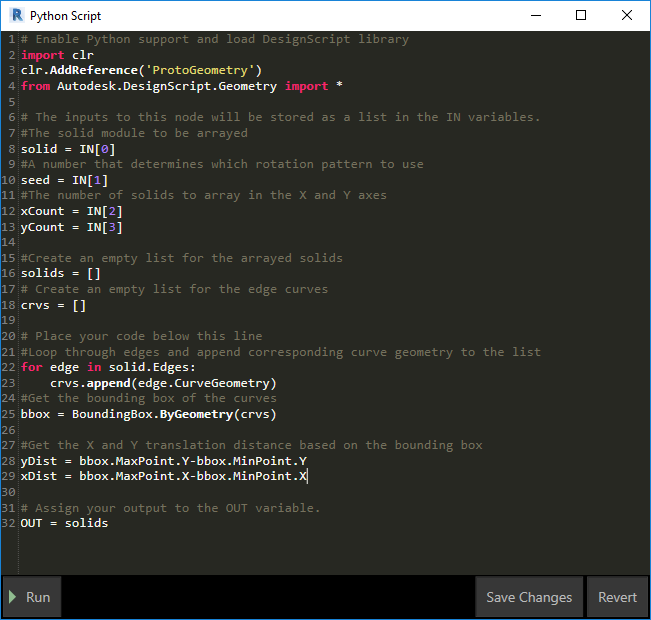 R Python Script
1 # Enable Python support and load DesignScript library
2 import clr
3 clr.AddReference('ProtoGeometry')
4 from Autodesk.DesignScript.Geometry import *
5
6 # The inputs to this node will be stored as a list in the IN variables.
7 #The solid module to be arrayed
8 solid = IN[0]
9 #A number that determines which rotation pattern to use
10 seed = IN[1]
11 #The number of solids to array in the X and Y axes
12 xCount = IN[2]
13 yCount = IN[3]
14
15 #Create an empty list for the arrayed solids
16 solids = []
17 # Create an empty list for the edge curves
18 crvs = []
19
20 # Place your code below this line
21 #Loop through edges and append corresponding curve geometry to the list
22 for edge in solid.Edges:
23     crvs.append(edge.CurveGeometry)
24 #Get the bounding box of the curves
25 bbox = BoundingBox.ByGeometry(crvs)
26
27 #Get the X and Y translation distance based on the bounding box
28 yDist = bbox.MaxPoint.Y-bbox.MinPoint.Y
29 xDist = bbox.MaxPoint.X-bbox.MinPoint.X
30
31 # Assign your output to the OUT variable.
32 OUT = solids
Run Save Changes Revert